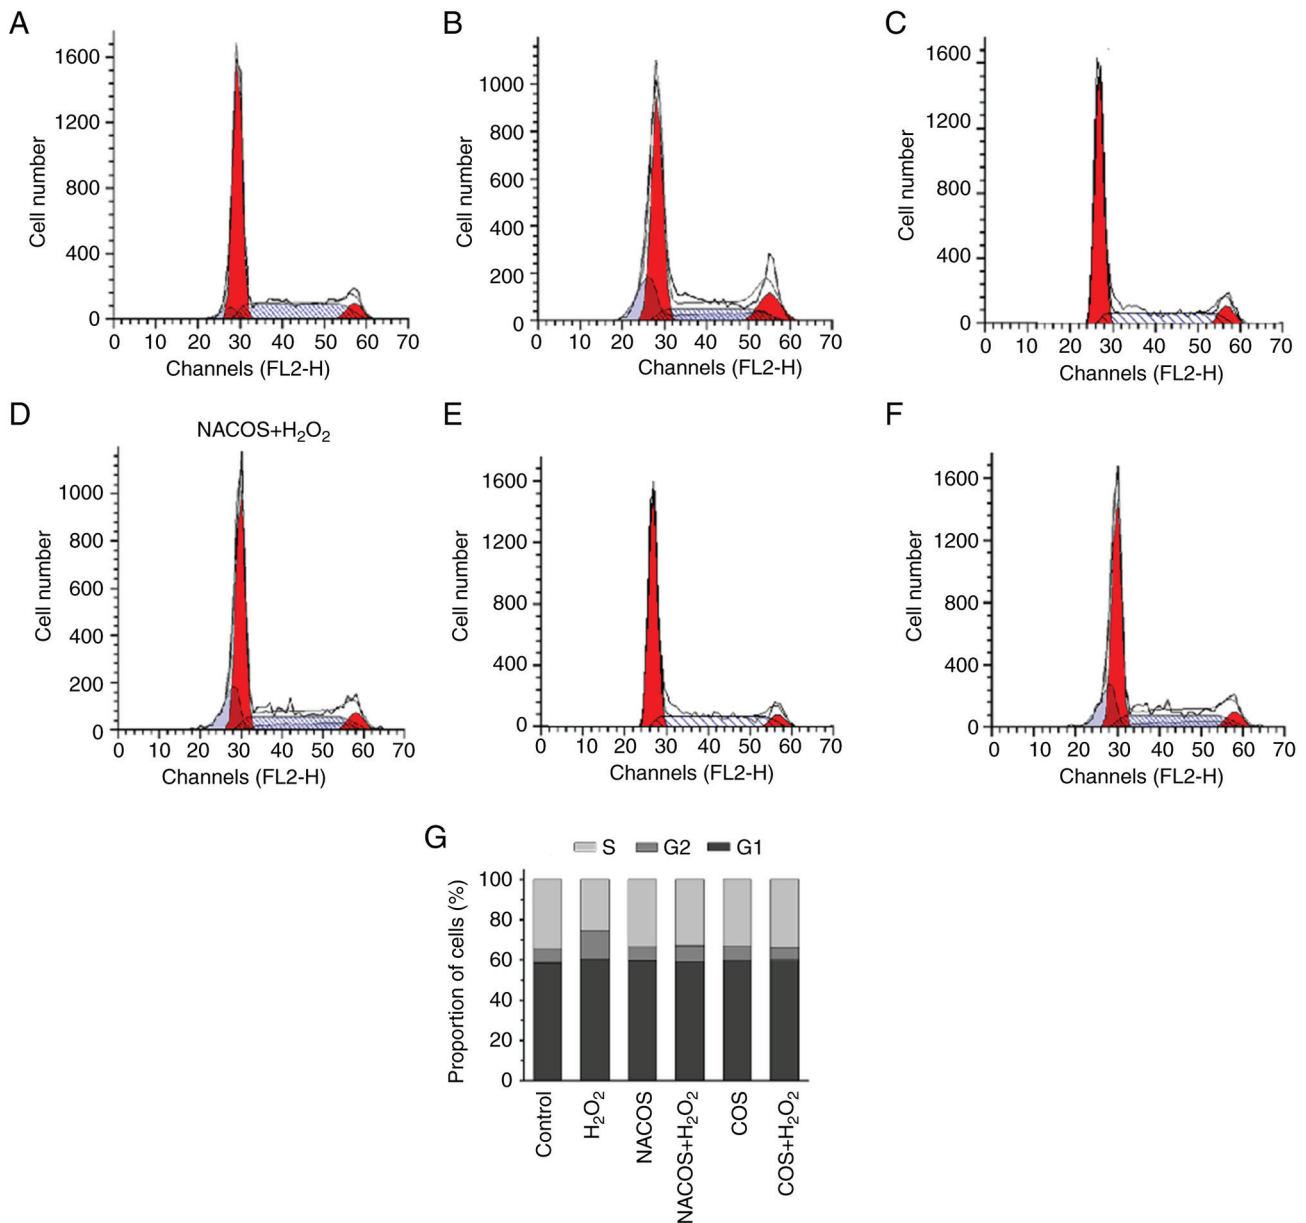 A
1600
1200
800
400
0
Cell number
0 10 20 30 40 50 60 70
Channels (FL2-H)
B
1000
800
600
400
200
0
Cell number
0 10 20 30 40 50 60 70
Channels (FL2-H)
C
1600
1200
800
400
0
Cell number
0 10 20 30 40 50 60 70
Channels (FL2-H)
D
NACOS+H₂O₂
1000
800
600
400
200
0
Cell number
0 10 20 30 40 50 60 70
Channels (FL2-H)
E
1600
1200
800
400
0
Cell number
0 10 20 30 40 50 60 70
Channels (FL2-H)
F
1600
1200
800
400
0
Cell number
0 10 20 30 40 50 60 70
Channels (FL2-H)
G
S G2 G1
100
80
60
40
20
0
Proportion of cells (%)
Control
H₂O₂
NACOS
NACOS+H₂O₂
COS
COS+H₂O₂